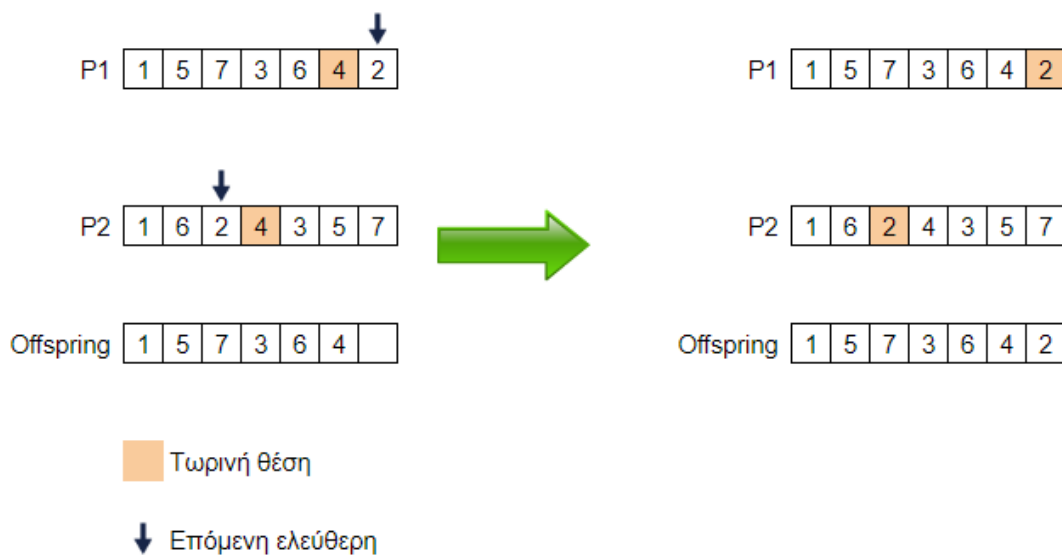 P1 1 5 7 3 6 4 2
P2 1 6 2 4 3 5 7
Offspring 1 5 7 3 6 4
Τωρινή θέση
Επόμενη ελεύθερη
P1 1 5 7 3 6 4 2
P2 1 6 2 4 3 5 7
Offspring 1 5 7 3 6 4 2